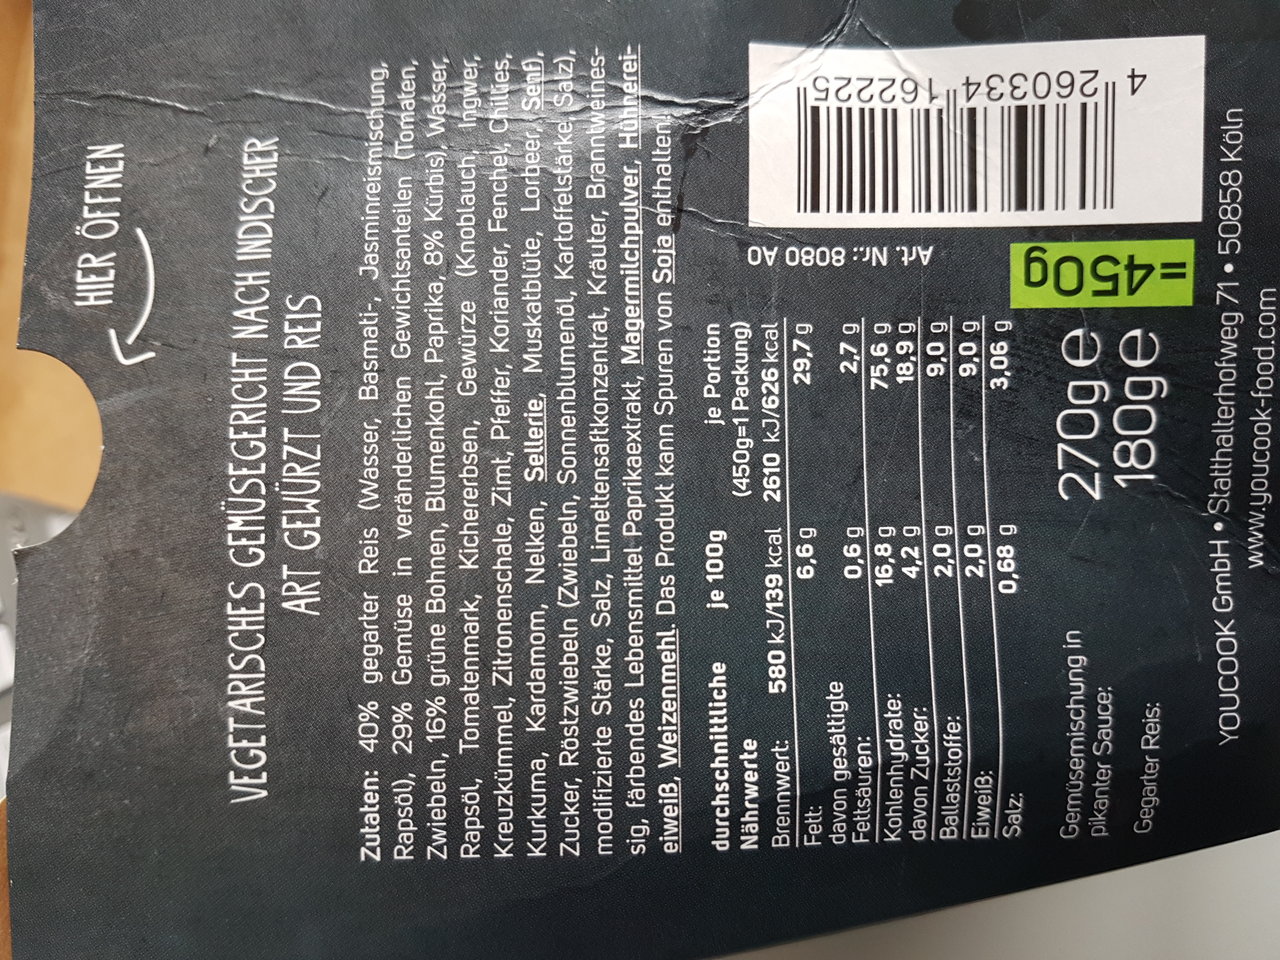 HIER ÖFFNEN
VEGETARISCHES GEMÜSEGERICHT NACH INDISCHER
ART GEWÜRZT UND REIS
Zutaten: 40% gegarter Reis (Wasser, Basmati-, Jasminreismischung,
Rapsöl), 29% Gemüse in veränderlichen Gewichtsanteilen (Tomaten,
Zwiebeln, 16% grüne Bohnen, Blumenkohl, Paprika, 8% Kürbis), Wasser,
Rapsöl, Tomatenmark, Kichererbsen, Gewürze (Knoblauch, Ingwer,
Kreuzkümmel, Zitronenschale, Zimt, Pfeffer, Koriander, Fenchel, Chillies,
Kurkuma, Kardamom, Nelken, Sellerie, Muskatblüte, Lorbeer, Senf),
Zucker, Röstzwiebeln (Zwiebeln, Sonnenblumenöl, Kartoffelstärke, Salz),
modifizierte Stärke, Salz, Limettensaftkonzentrat, Kräuter, Branntweines-
sig, färbendes Lebensmittel Paprikaextrakt, Magermilchpulver, Hühnerei-
eiweiß, Weizenmehl. Das Produkt kann Spuren von Soja enthalten.
durchschnittliche je 100g je Portion
Nährwerte (450g=1 Packung)
Brennwert: 580 kJ/139 kcal 2610 kJ/626 kcal
Fett: 6,6 g 29,7 g
davon gesättigte
Fettsäuren: 0,6 g 2,7 g
Kohlenhydrate: 16,8 g 75,6 g
davon Zucker: 4,2 g 18,9 g
Ballaststoffe: 2,0 g 9,0 g
Eiweiß: 2,0 g 9,0 g
Salz: 0,68 g 3,06 g
Gemüsemischung in
pikanter Sauce: 270g e
Gegarter Reis: 180g e
=450g
Art. Nr.: 8080 AO
4 260334 162225
YOUCOOK GmbH • Statthalterhofweg 71 • 50858 Köln
www.youcook-food.com